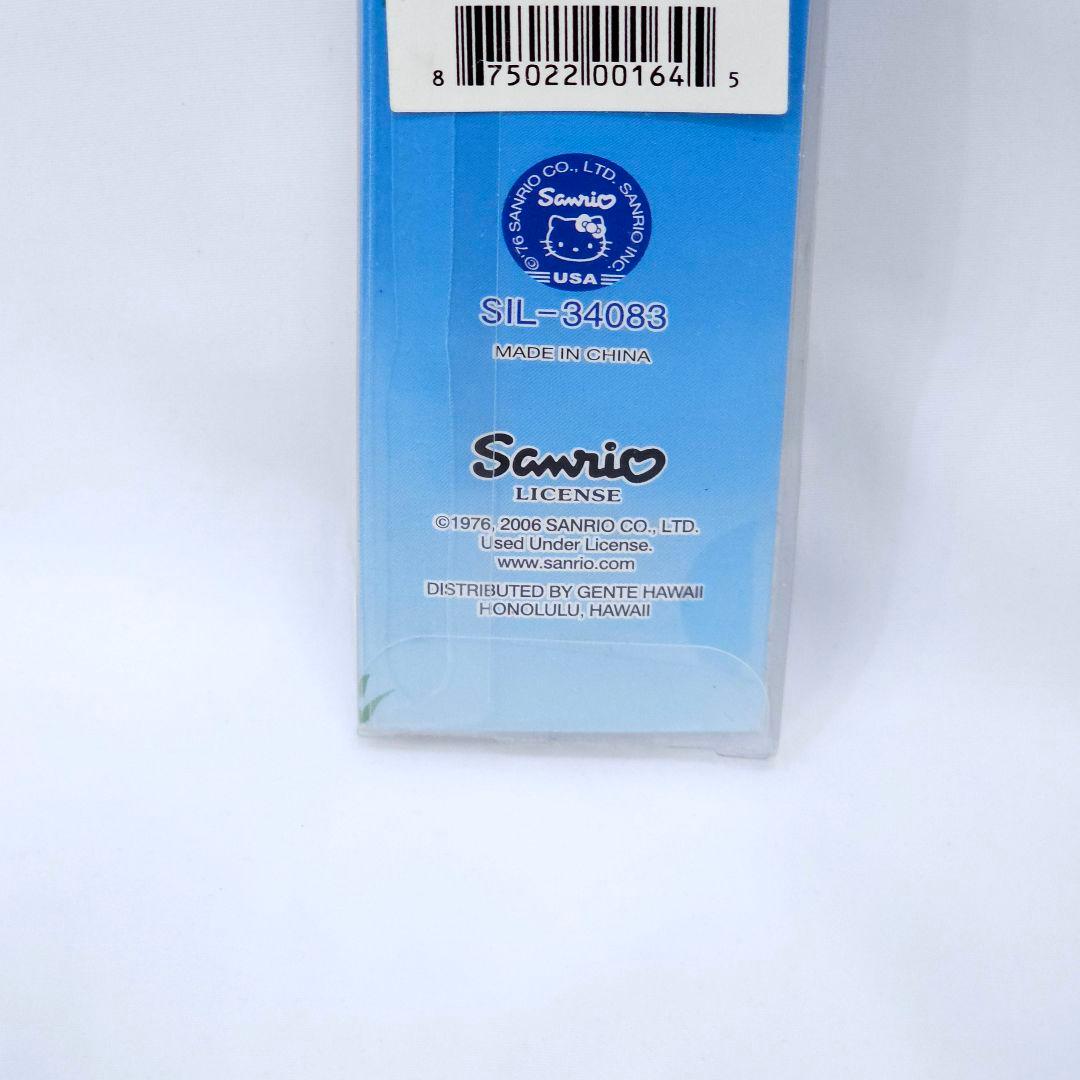 8 75022 00164 5
©'76 SANRIO CO., LTD. SANRIO INC.
Sanrio
USA
SIL-34083
MADE IN CHINA
Sanrio
LICENSE
©1976, 2006 SANRIO CO., LTD.
Used Under License.
www.sanrio.com
DISTRIBUTED BY GENTE HAWAII
HONOLULU, HAWAII